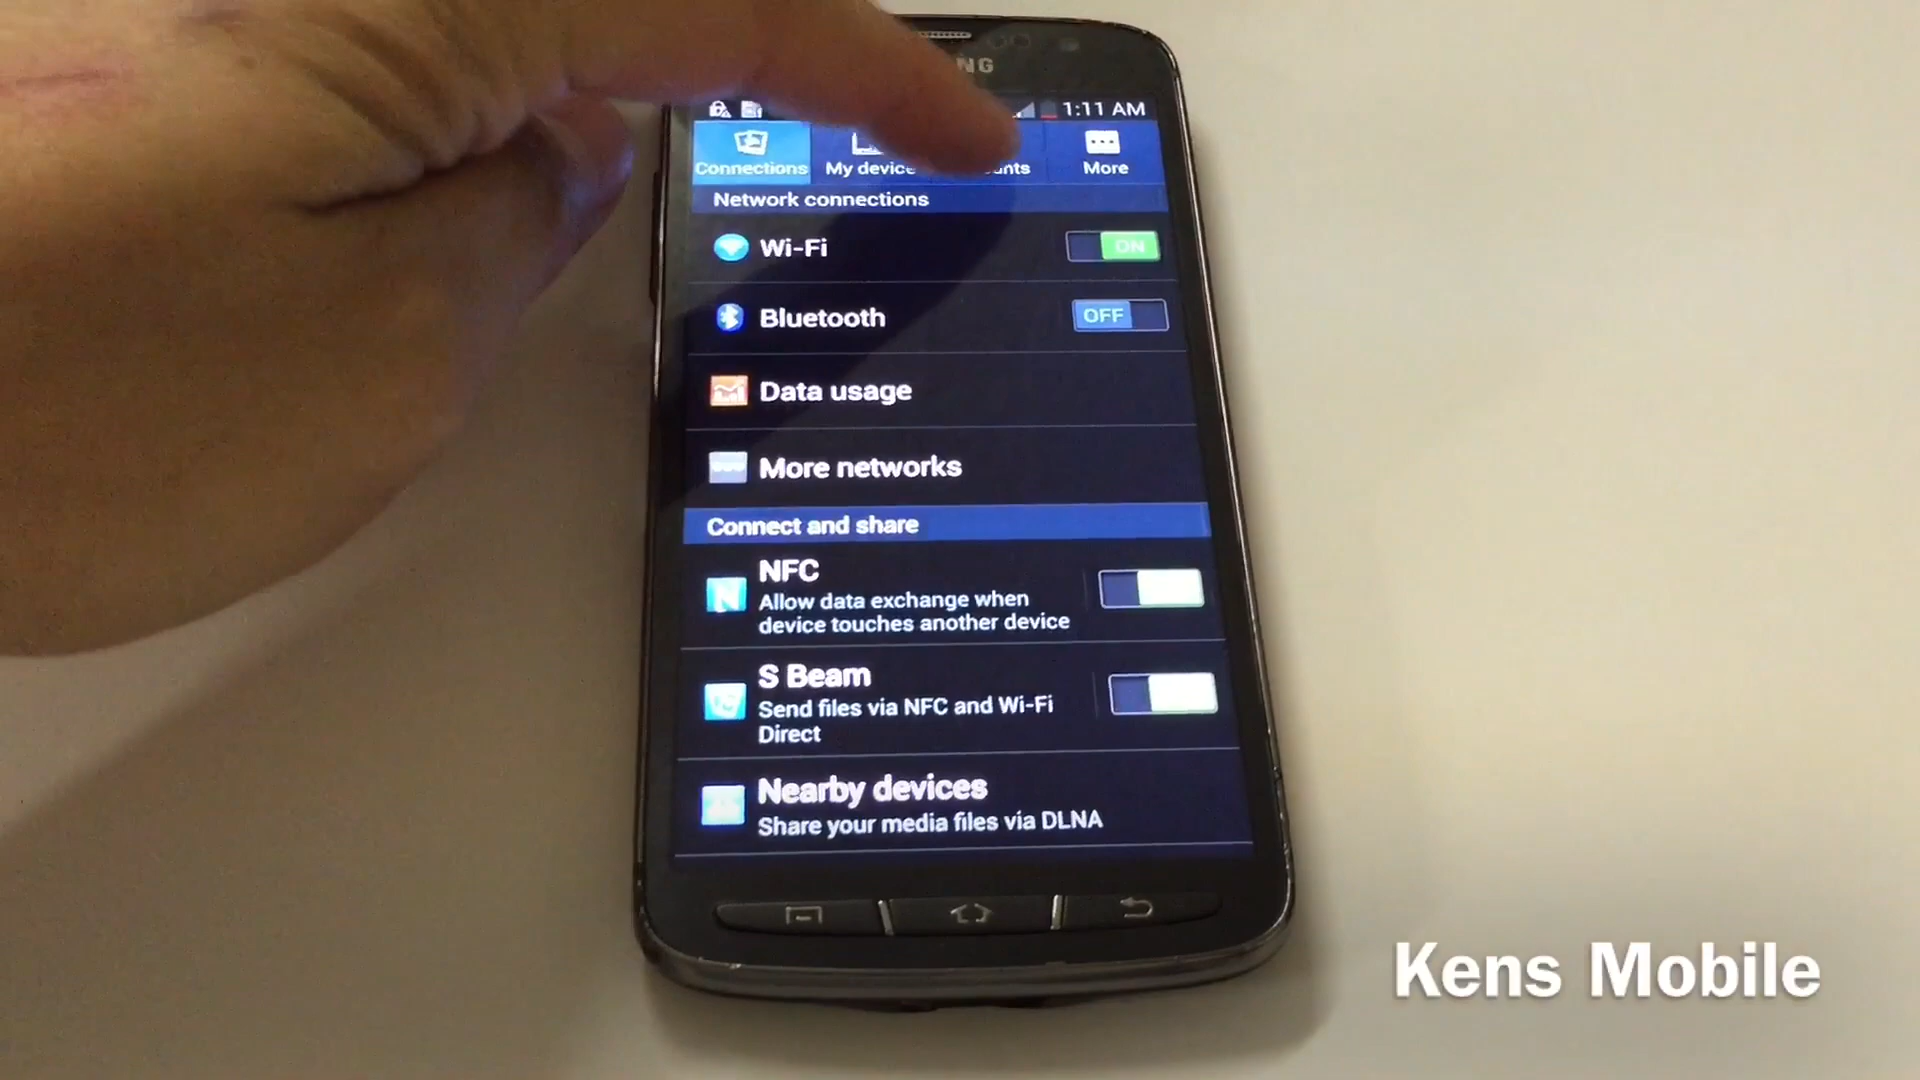 1:11 AM
Connections My device More
Network connections
Wi-Fi ON
Bluetooth OFF
Data usage
More networks
Connect and share
NFC
Allow data exchange when
device touches another device
S Beam
Send files via NFC and Wi-Fi
Direct
Nearby devices
Share your media files via DLNA
Kens Mobile